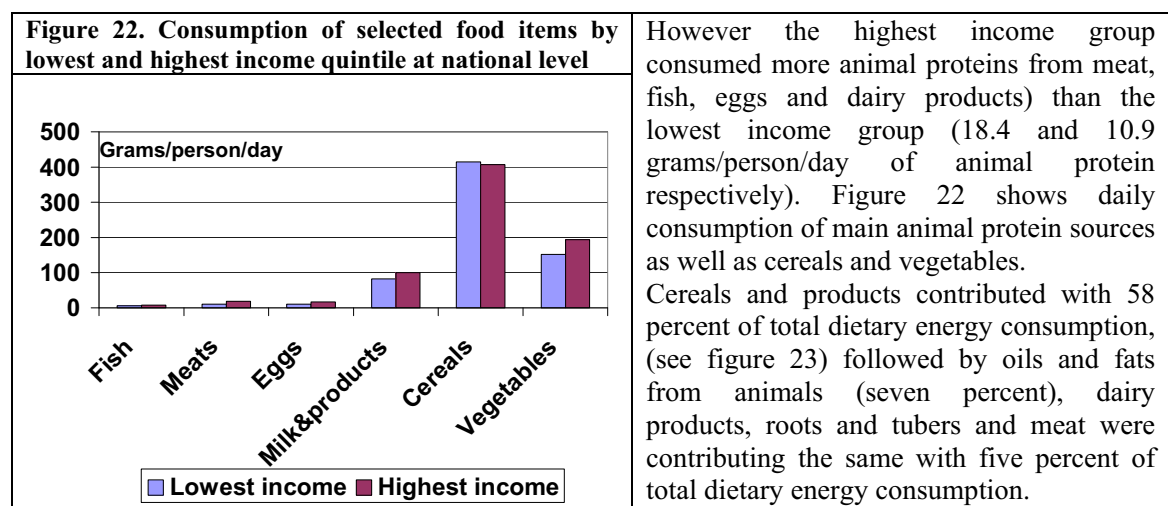 Figure 22. Consumption of selected food items by
lowest and highest income quintile at national level
500
400
300
200
100
0
Grams/person/day
Fish
Meats
Eggs
Milk&products
Cereals
Vegetables
Lowest income
Highest income
However the highest income group
consumed more animal proteins from meat,
fish, eggs and dairy products) than the
lowest income group (18.4 and 10.9
grams/person/day of animal protein
respectively). Figure 22 shows daily
consumption of main animal protein sources
as well as cereals and vegetables.
Cereals and products contributed with 58
percent of total dietary energy consumption,
(see figure 23) followed by oils and fats
from animals (seven percent), dairy
products, roots and tubers and meat were
contributing the same with five percent of
total dietary energy consumption.